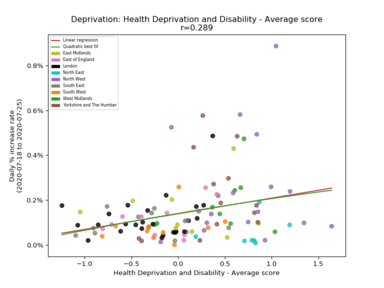 Deprivation: Health Deprivation and Disability - Average score
r=0.289
Daily % increase rate
(2020-07-18 to 2020-07-25)
0.8%
0.6%
0.4%
0.2%
0.0%
Linear regression
Quadratic best fit
East Midlands
East of England
London
North East
North West
South East
South West
West Midlands
Yorkshire and The Humber
−1.0
−0.5
0.0
0.5
1.0
1.5
Health Deprivation and Disability - Average score